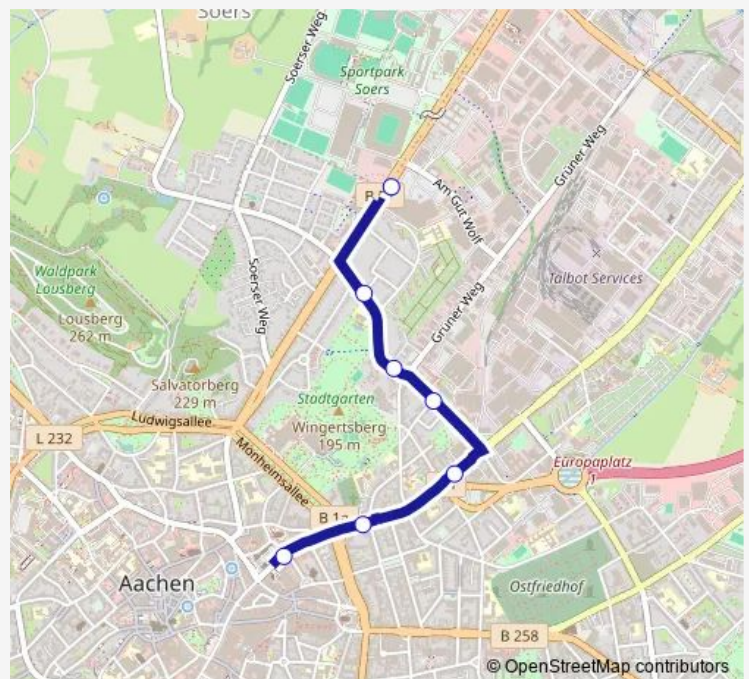 Soers
Soerser Weg
Sportpark
Soers
Grüner Weg
Am Gut Wolf
Waldpark
Lousberg
Lousberg
262 m
Soerser Weg
Talbot Services
Grüner Weg
Salvatorberg
229 m
Stadtgarten
Wingertsberg
195 m
Ludwigsallee
L 232
Monheimsallee
Europaplatz
1
B 1a
Aachen
Ostfriedhof
B 258
© OpenStreetMap contributors